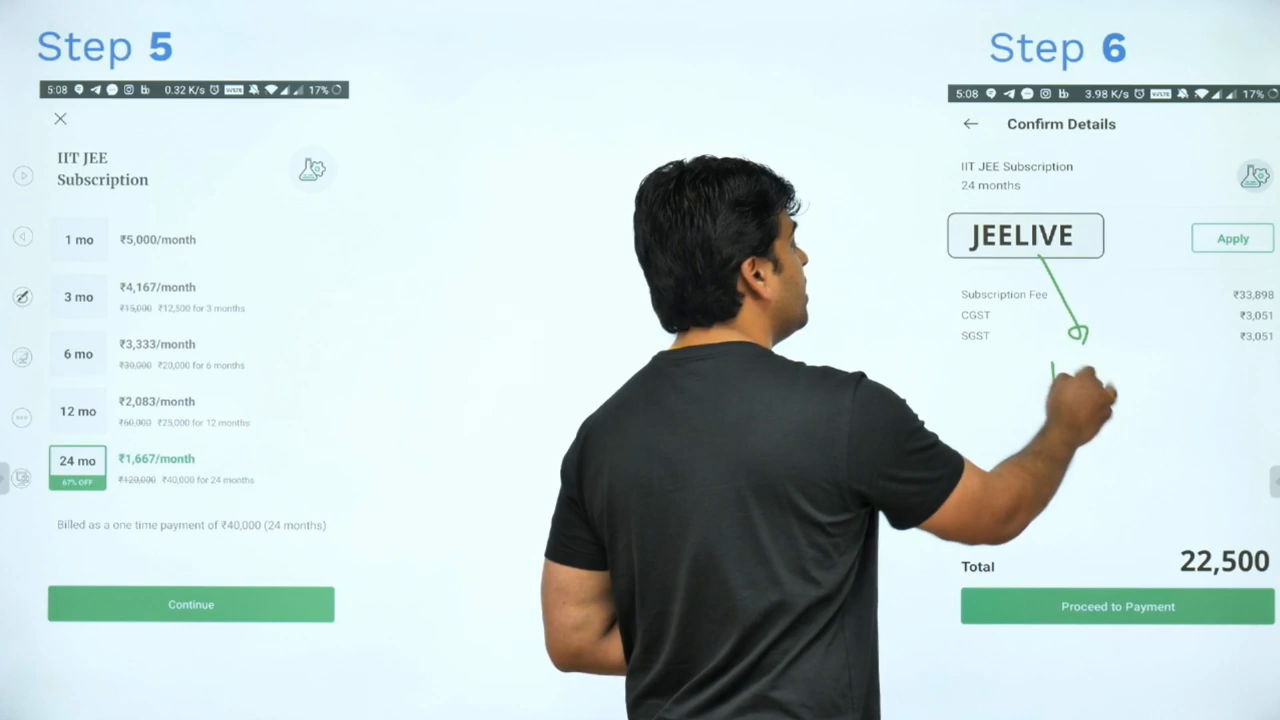 Step 5
5:08 0.32 K/s 17%
IIT JEE
Subscription
1 mo ₹5,000/month
3 mo ₹4,167/month
₹15,000 ₹12,500 for 3 months
6 mo ₹3,333/month
₹30,000 ₹20,000 for 6 months
12 mo ₹2,083/month
₹60,000 ₹25,000 for 12 months
24 mo ₹1,667/month
67% OFF ₹120,000 ₹40,000 for 24 months
Billed as a one time payment of ₹40,000 (24 months)
Continue
Step 6
5:08 3.98 K/s 17%
Confirm Details
IIT JEE Subscription
24 months
JEELIVE Apply
Subscription Fee ₹33,898
CGST ₹3,051
SGST ₹3,051
Total 22,500
Proceed to Payment